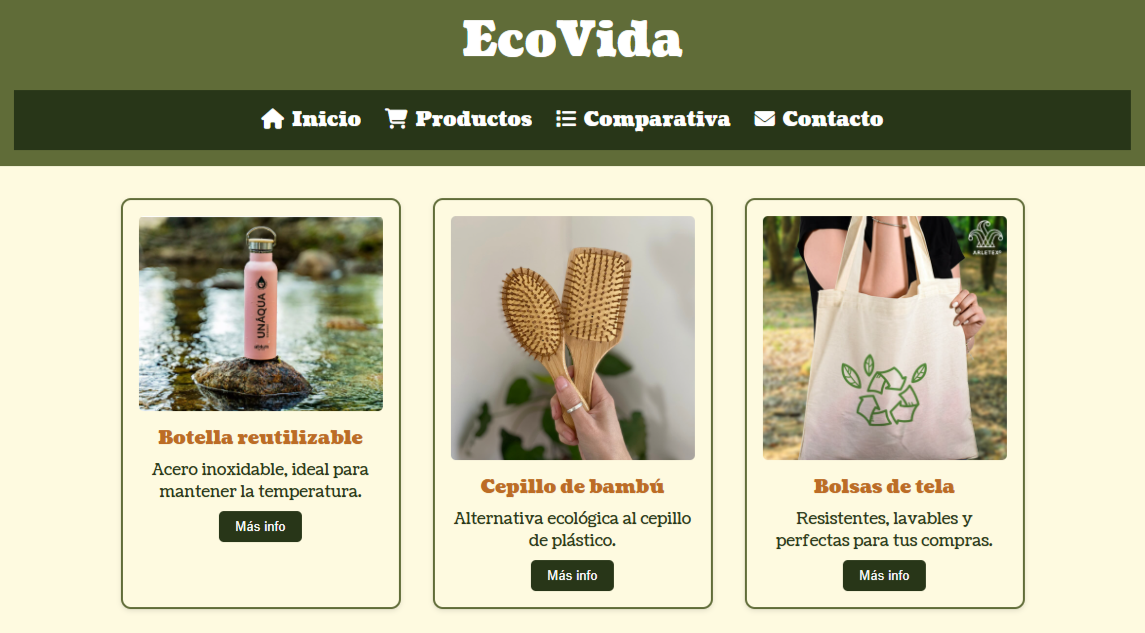 EcoVida
Inicio Productos Comparativa Contacto
UNÁQUA
ARLETEX
Botella reutilizable
Acero inoxidable, ideal para
mantener la temperatura.
Más info
Cepillo de bambú
Alternativa ecológica al cepillo
de plástico.
Más info
Bolsas de tela
Resistentes, lavables y
perfectas para tus compras.
Más info